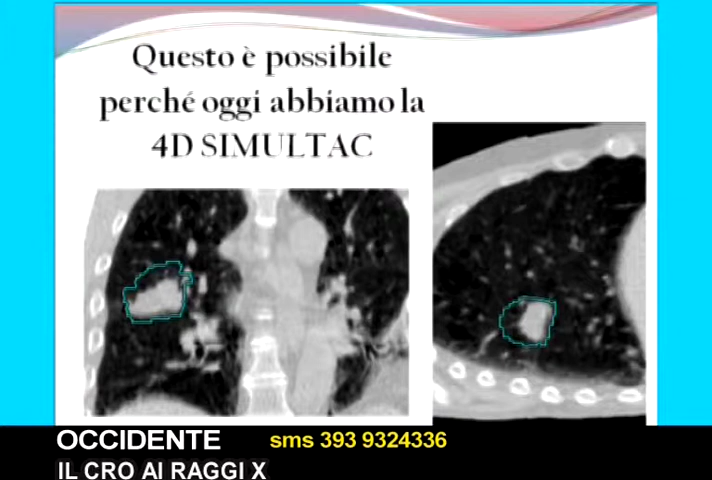 Questo è possibile
perché oggi abbiamo la
4D SIMULTAC
OCCIDENTE sms 393 9324336
IL CRO AI RAGGI X